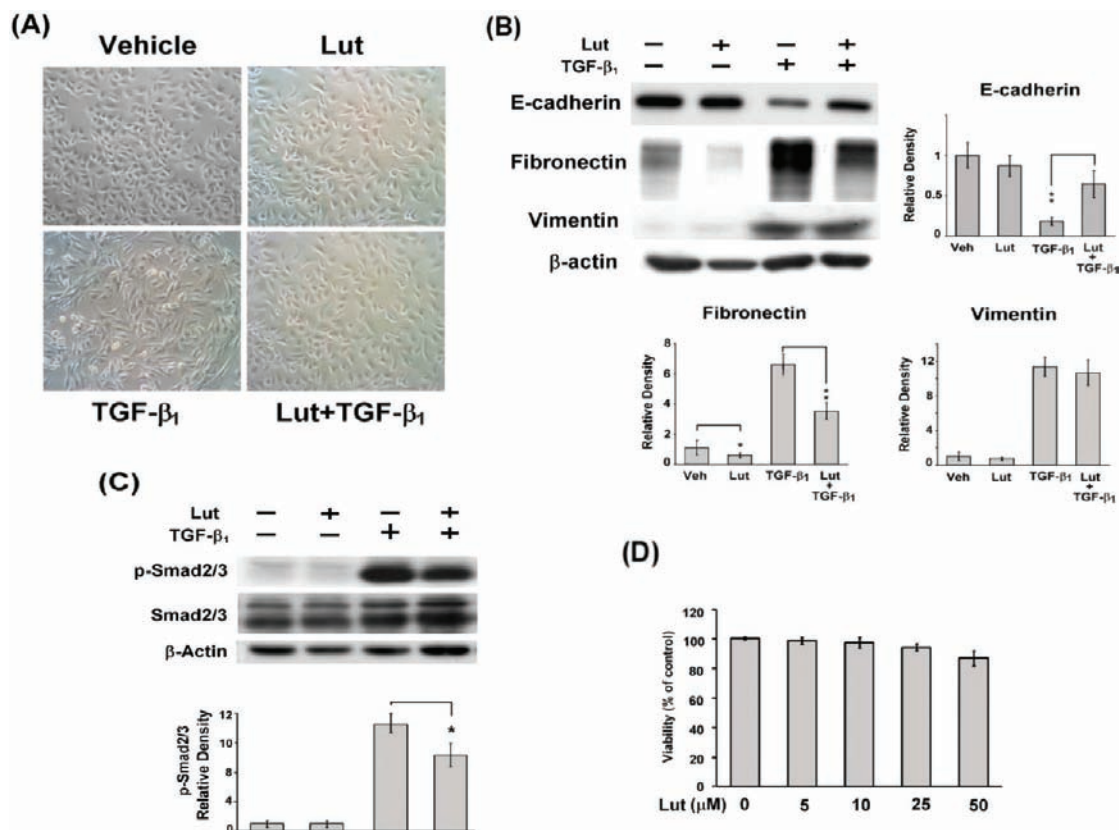 (A)
Vehicle Lut
TGF-β₁ Lut+TGF-β₁
(B)
Lut − + − +
TGF-β₁ − − + +
E-cadherin
Fibronectin
Vimentin
β-actin
E-cadherin
Relative Density
1
0.5
0
**
Veh Lut TGF-β₁ Lut + TGF-β₁
Fibronectin
Relative Density
8
6
4
2
0
* **
Veh Lut TGF-β₁ Lut + TGF-β₁
Vimentin
Relative Density
12
8
4
0
Veh Lut TGF-β₁ Lut + TGF-β₁
(C)
Lut − + − +
TGF-β₁ − − + +
p-Smad2/3
Smad2/3
β-Actin
p-Smad2/3
Relative Density
12
10
8
2
0
*
(D)
Viability (% of control)
120
100
80
60
40
20
0
Lut (μM) 0 5 10 25 50